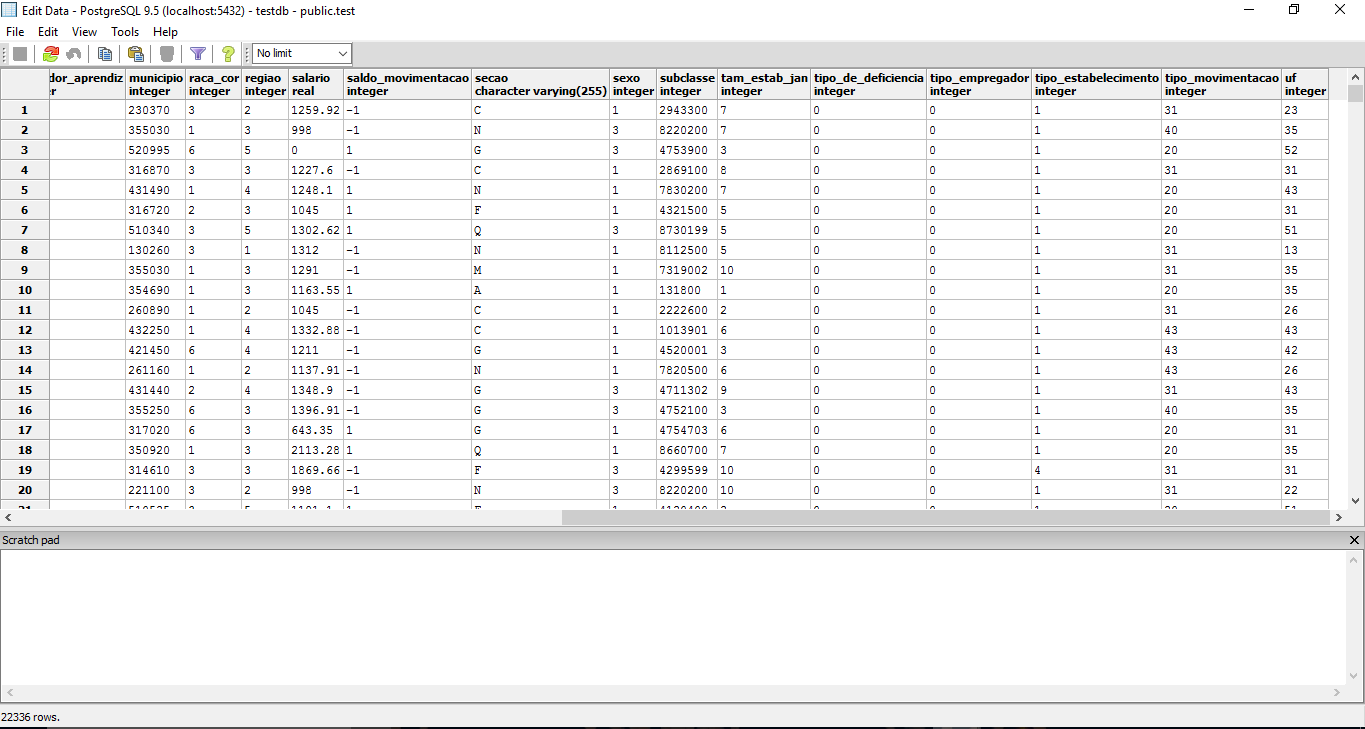 Edit Data - PostgreSQL 9.5 (localhost:5432) - testdb - public.test
File Edit View Tools Help
No limit
dor_aprendiz municipio raca_cor regiao salario saldo_movimentacao secao sexo subclasse tam_estab_jan tipo_de_deficiencia tipo_empregador tipo_estabelecimento tipo_movimentacao uf
r integer integer integer real integer character varying(255) integer integer integer integer integer integer integer integer
1 230370 3 2 1259.92 -1 C 1 2943300 7 0 0 1 31 23
2 355030 1 3 998 -1 N 3 8220200 7 0 0 1 40 35
3 520995 6 5 0 1 G 3 4753900 3 0 0 1 20 52
4 316870 3 3 1227.6 -1 C 1 2869100 8 0 0 1 31 31
5 431490 1 4 1248.1 1 N 1 7830200 7 0 0 1 20 43
6 316720 2 3 1045 1 F 1 4321500 5 0 0 1 20 31
7 510340 3 5 1302.62 1 Q 3 8730199 5 0 0 1 20 51
8 130260 3 1 1312 -1 N 1 8112500 5 0 0 1 31 13
9 355030 1 3 1291 -1 M 1 7319002 10 0 0 1 31 35
10 354690 1 3 1163.55 1 A 1 131800 1 0 0 1 20 35
11 260890 1 2 1045 -1 C 1 2222600 2 0 0 1 31 26
12 432250 1 4 1332.88 -1 C 1 1013901 6 0 0 1 43 43
13 421450 6 4 1211 -1 G 1 4520001 3 0 0 1 43 42
14 261160 1 2 1137.91 -1 N 1 7820500 6 0 0 1 43 26
15 431440 2 4 1348.9 -1 G 3 4711302 9 0 0 1 31 43
16 355250 6 3 1396.91 -1 G 3 4752100 3 0 0 1 40 35
17 317020 6 3 643.35 1 G 1 4754703 6 0 0 1 20 31
18 350920 1 3 2113.28 1 Q 1 8660700 7 0 0 1 20 35
19 314610 3 3 1869.66 -1 F 3 4299599 10 0 0 4 31 31
20 221100 3 2 998 -1 N 3 8220200 10 0 0 1 31 22
Scratch pad
22336 rows.